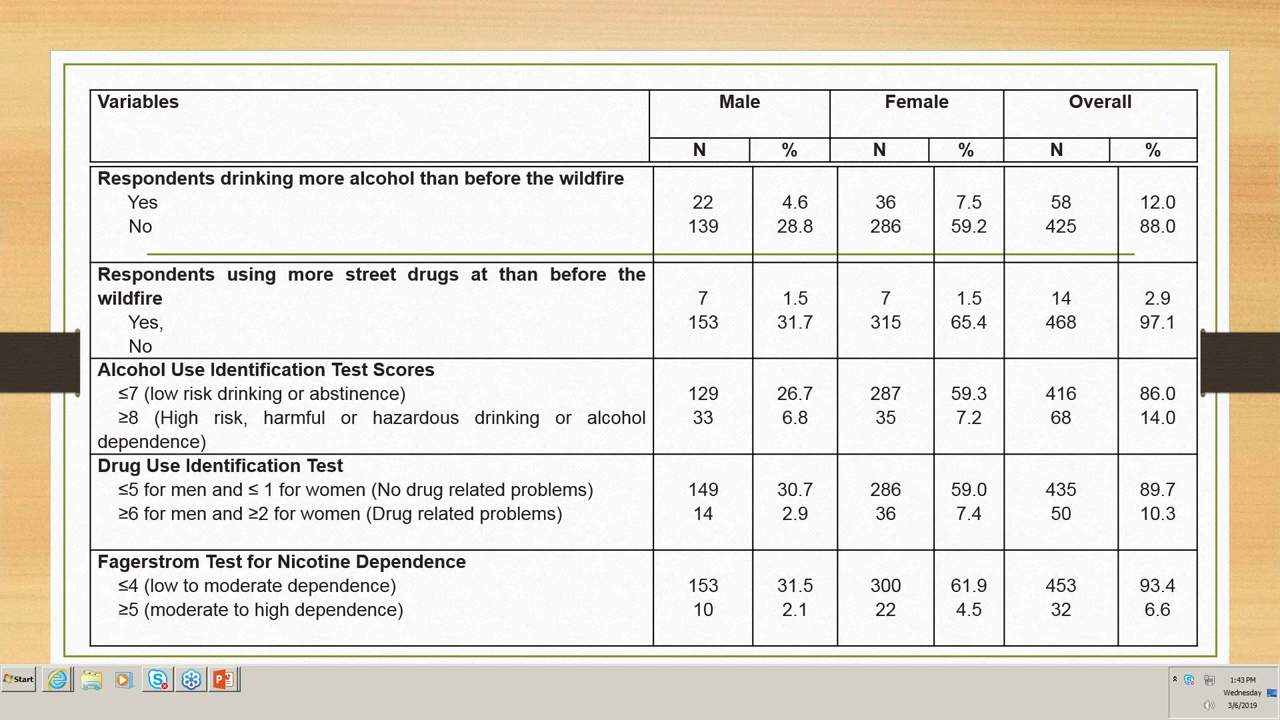 Variables Male Female Overall
N % N % N %
Respondents drinking more alcohol than before the wildfire
Yes 22 4.6 36 7.5 58 12.0
No 139 28.8 286 59.2 425 88.0
Respondents using more street drugs at than before the
wildfire 7 1.5 7 1.5 14 2.9
Yes, 153 31.7 315 65.4 468 97.1
No
Alcohol Use Identification Test Scores
≤7 (low risk drinking or abstinence) 129 26.7 287 59.3 416 86.0
≥8 (High risk, harmful or hazardous drinking or alcohol 33 6.8 35 7.2 68 14.0
dependence)
Drug Use Identification Test
≤5 for men and ≤ 1 for women (No drug related problems) 149 30.7 286 59.0 435 89.7
≥6 for men and ≥2 for women (Drug related problems) 14 2.9 36 7.4 50 10.3
Fagerstrom Test for Nicotine Dependence
≤4 (low to moderate dependence) 153 31.5 300 61.9 453 93.4
≥5 (moderate to high dependence) 10 2.1 22 4.5 32 6.6
Start
1:43 PM
Wednesday
3/6/2019